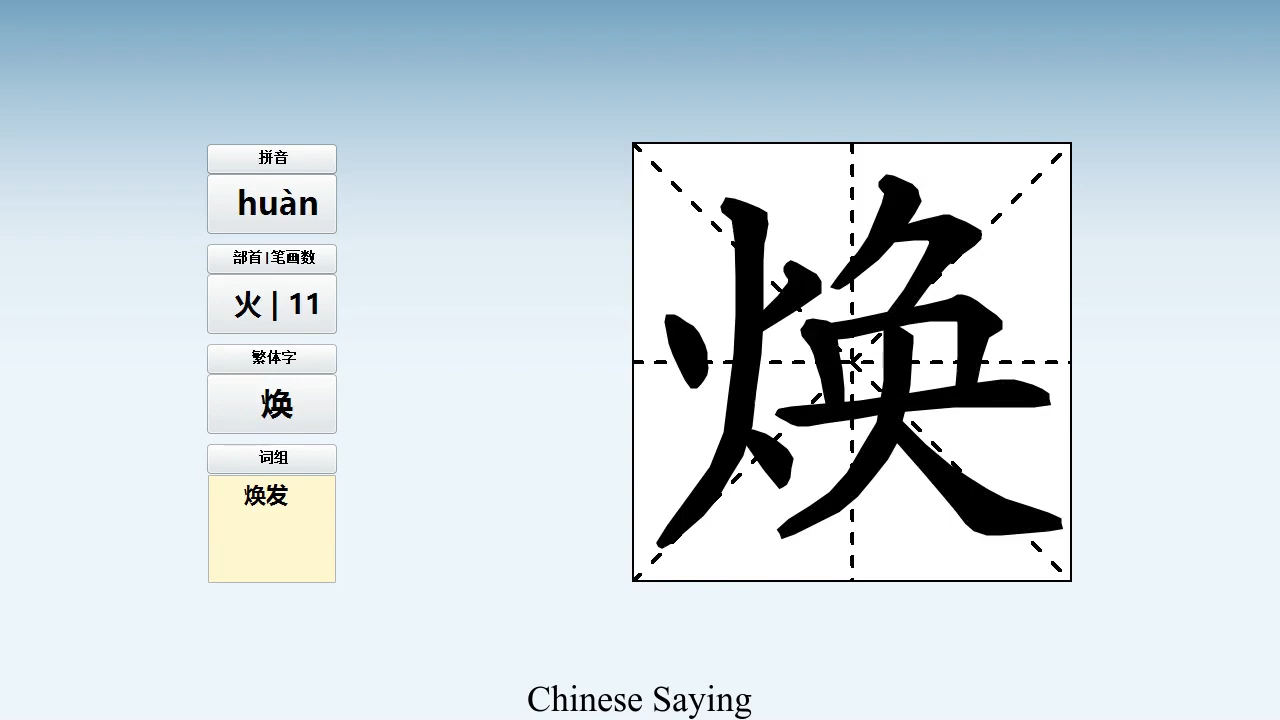 拼音
huàn
部首|笔画数
火 | 11
繁体字
焕
词组
焕发
焕
Chinese Saying